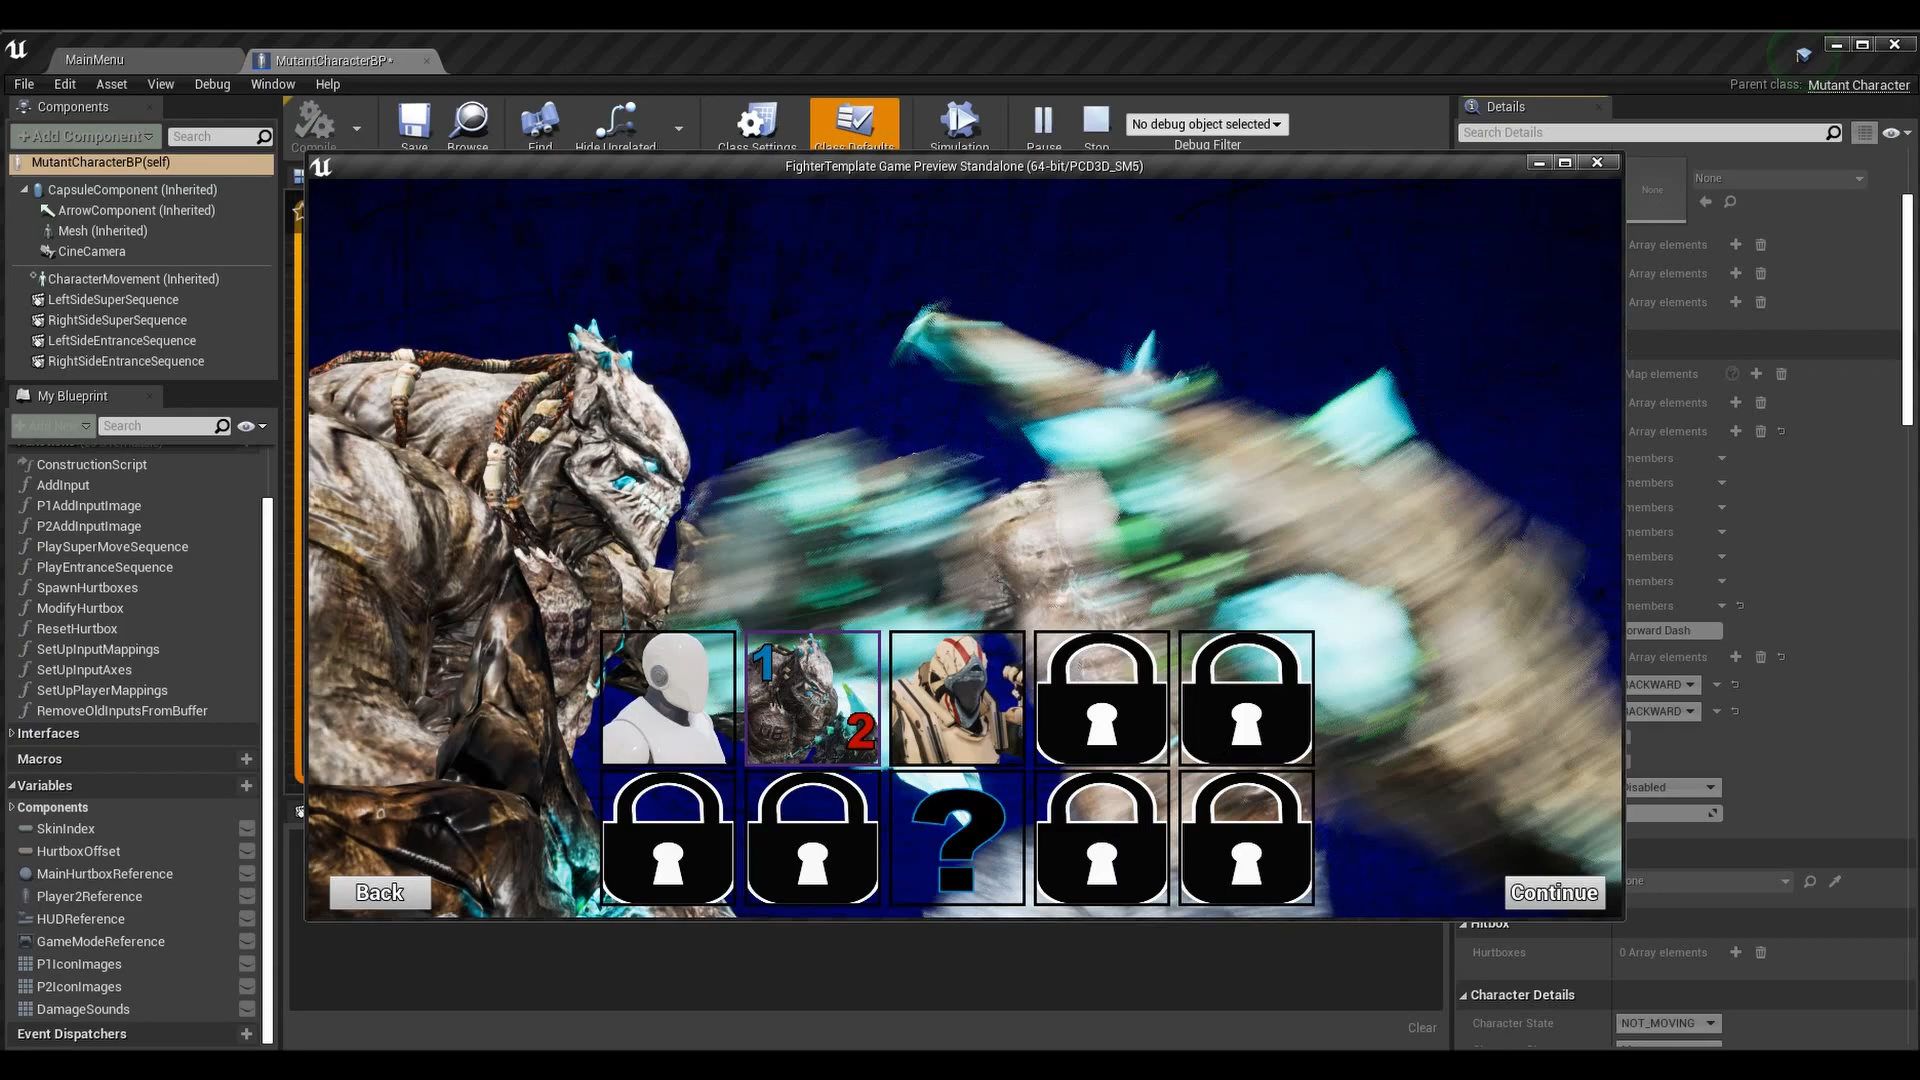 MainMenu
MutantCharacterBP*
File Edit Asset View Debug Window Help
Parent class: Mutant Character
Components
+Add Component
Search
MutantCharacterBP(self)
CapsuleComponent (Inherited)
ArrowComponent (Inherited)
Mesh (Inherited)
CineCamera
CharacterMovement (Inherited)
LeftSideSuperSequence
RightSideSuperSequence
LeftSideEntranceSequence
RightSideEntranceSequence
My Blueprint
+Add New
Search
ConstructionScript
AddInput
P1AddInputImage
P2AddInputImage
PlaySuperMoveSequence
PlayEntranceSequence
SpawnHurtboxes
ModifyHurtbox
ResetHurtbox
SetUpInputMappings
SetUpInputAxes
SetUpPlayerMappings
RemoveOldInputsFromBuffer
Interfaces
Macros
Variables
Components
SkinIndex
HurtboxOffset
MainHurtboxReference
Player2Reference
HUDReference
GameModeReference
P1IconImages
P2IconImages
DamageSounds
Event Dispatchers
Compile
Save
Browse
Find
Hide Unrelated
Class Settings
Class Defaults
Simulation
Pause
Stop
No debug object selected
Debug Filter
FighterTemplate Game Preview Standalone (64-bit/PCD3D_SM5)
1
2
?
Back
Continue
Clear
Details
Search Details
None
None
Array elements
Array elements
Array elements
Map elements
Array elements
Array elements
members
members
members
members
members
members
members
orward Dash
Array elements
BACKWARD
BACKWARD
Disabled
one
Hitbox
Hurtboxes
0 Array elements
Character Details
Character State
NOT_MOVING